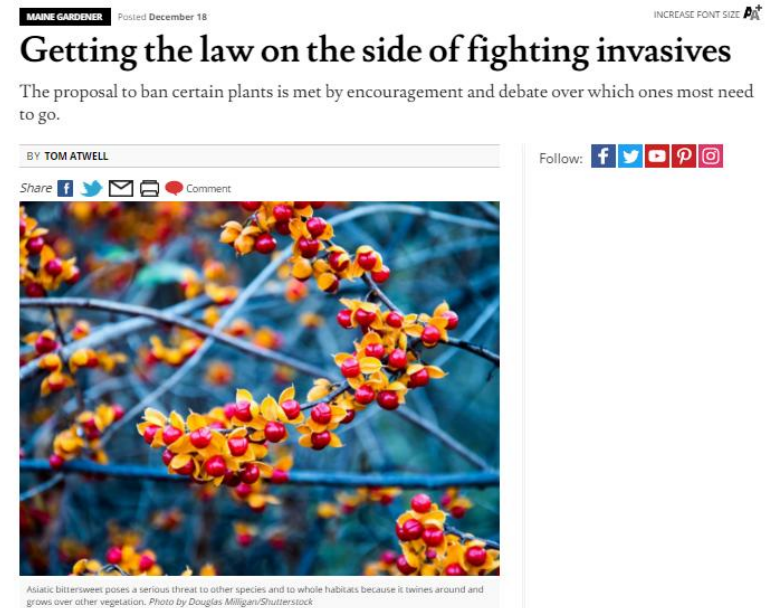 MAINE GARDENER Posted December 18 INCREASE FONT SIZE
Getting the law on the side of fighting invasives
The proposal to ban certain plants is met by encouragement and debate over which ones most need
to go.
BY TOM ATWELL
Follow:
Share Comment
Asiatic bittersweet poses a serious threat to other species and to whole habitats because it twines around and
grows over other vegetation. Photo by Douglas Milligan/Shutterstock